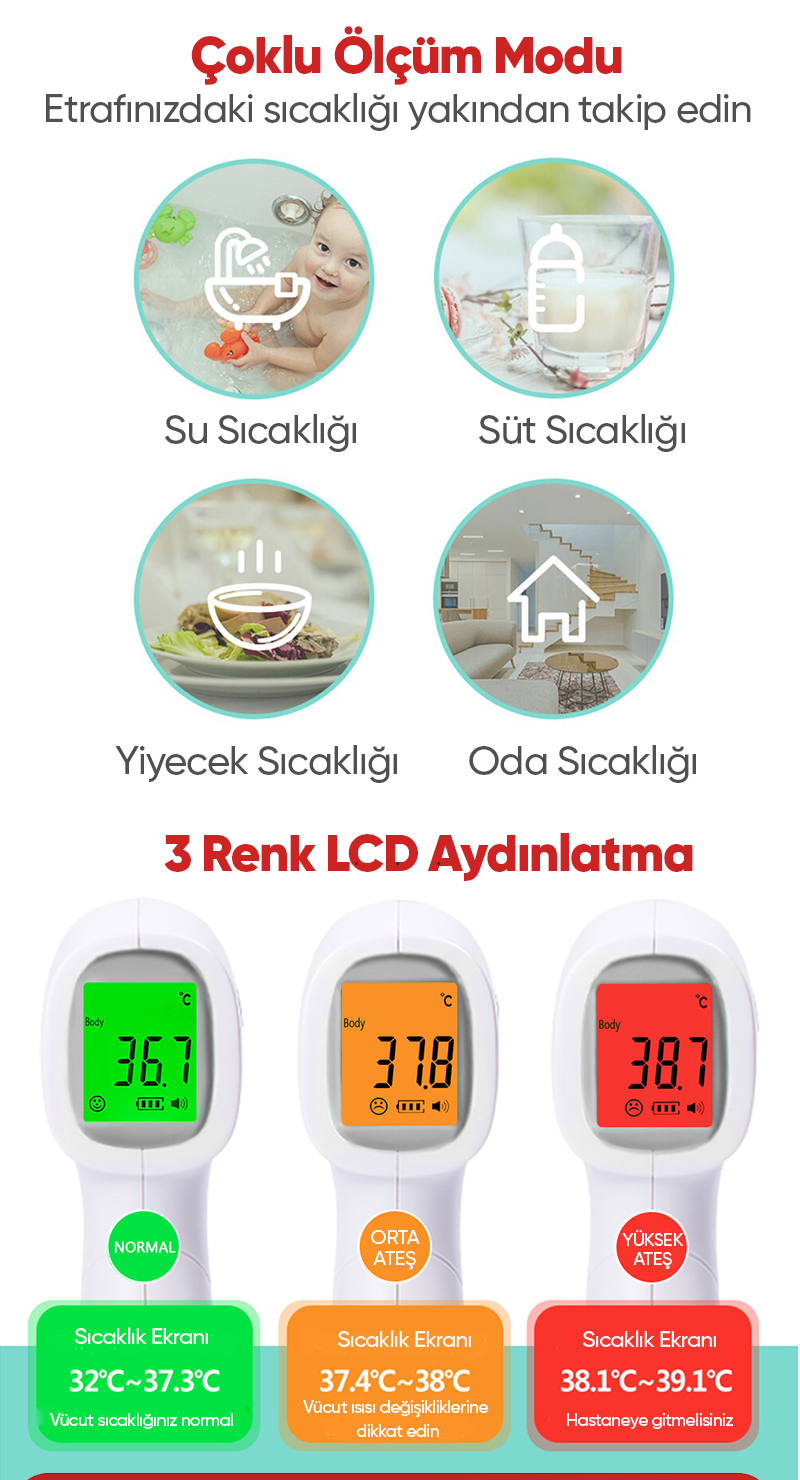 Çoklu Ölçüm Modu
Etrafınızdaki sıcaklığı yakından takip edin
Su Sıcaklığı
Süt Sıcaklığı
Yiyecek Sıcaklığı
Oda Sıcaklığı
3 Renk LCD Aydınlatma
°C
Body
36.7
°C
Body
37.8
°C
Body
38.7
NORMAL
ORTA
ATEŞ
YÜKSEK
ATEŞ
Sıcaklık Ekranı
32°C~37.3°C
Vücut sıcaklığınız normal
Sıcaklık Ekranı
37.4°C~38°C
Vücut ısısı değişikliklerine
dikkat edin
Sıcaklık Ekranı
38.1°C~39.1°C
Hastaneye gitmelisiniz